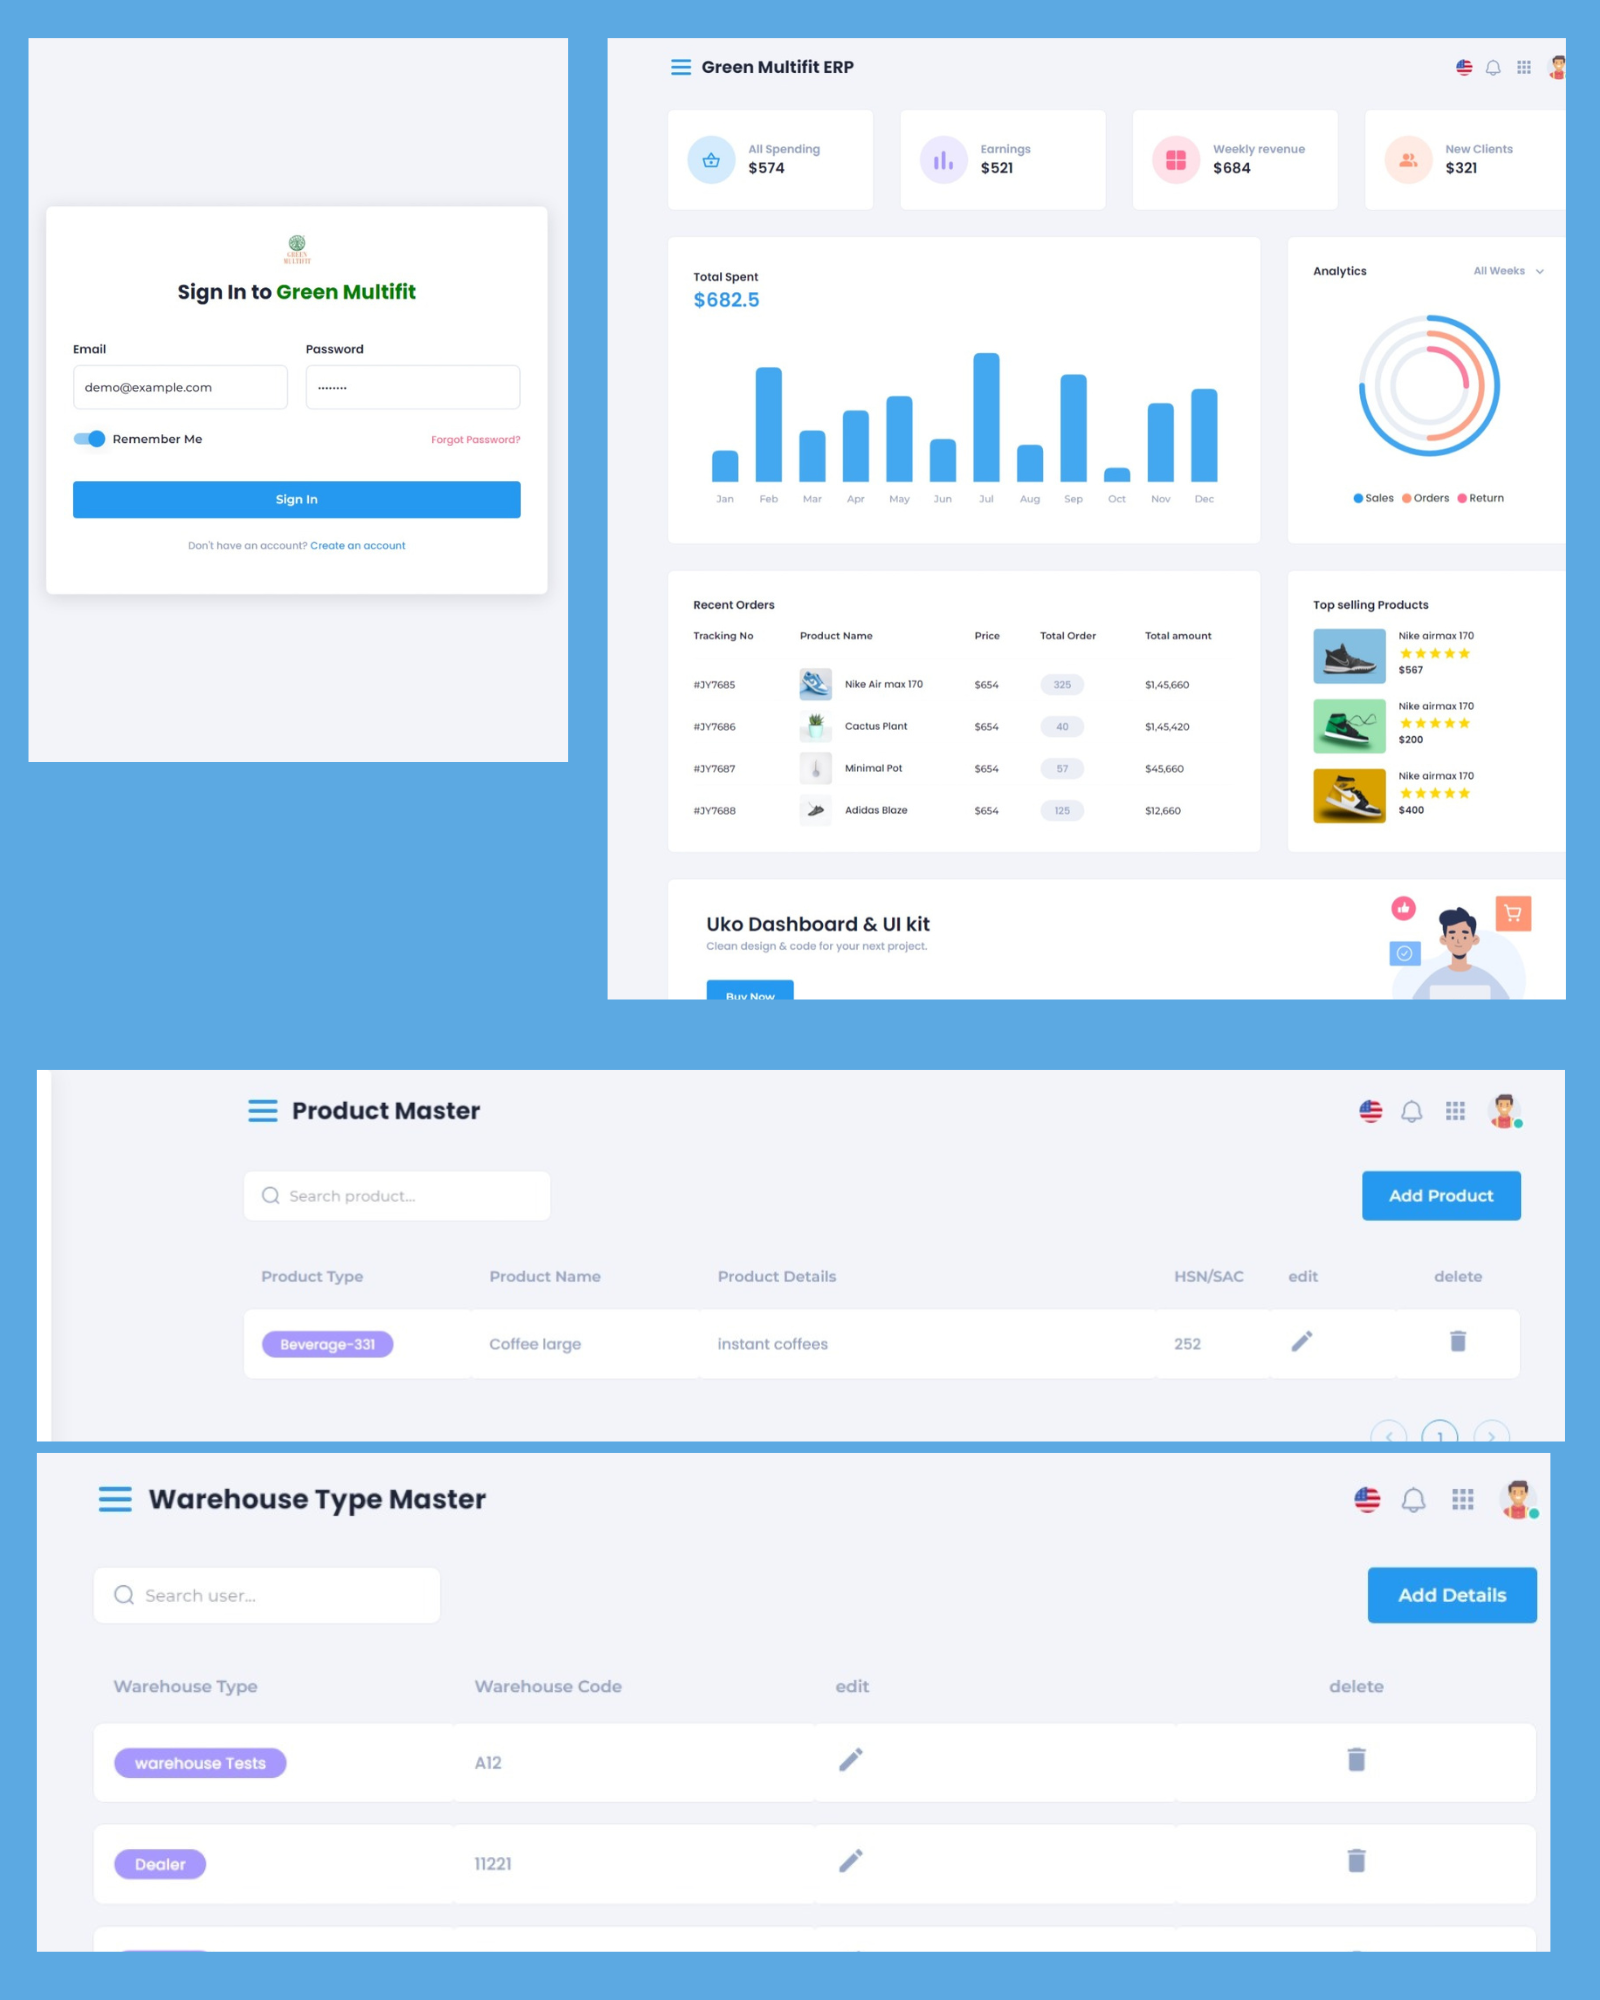 GREEN
MULTIFIT
Sign In to Green Multifit
Email Password
demo@example.com ········
Remember Me Forgot Password?
Sign In
Don't have an account? Create an account
Green Multifit ERP
All Spending
$574
Earnings
$521
Weekly revenue
$684
New Clients
$321
Total Spent
$682.5
Jan Feb Mar Apr May Jun Jul Aug Sep Oct Nov Dec
Analytics All Weeks
Sales Orders Return
Recent Orders
Tracking No Product Name Price Total Order Total amount
#JY7685 Nike Air max 170 $654 325 $1,45,660
#JY7686 Cactus Plant $654 40 $1,45,420
#JY7687 Minimal Pot $654 57 $45,660
#JY7688 Adidas Blaze $654 125 $12,660
Top selling Products
Nike airmax 170
$567
Nike airmax 170
$200
Nike airmax 170
$400
Uko Dashboard & UI kit
Clean design & code for your next project.
Buy Now
Product Master
Search product...
Add Product
Product Type Product Name Product Details HSN/SAC edit delete
Beverage-331 Coffee large instant coffees 252
1
Warehouse Type Master
Search user...
Add Details
Warehouse Type Warehouse Code edit delete
warehouse Tests A12
Dealer 11221